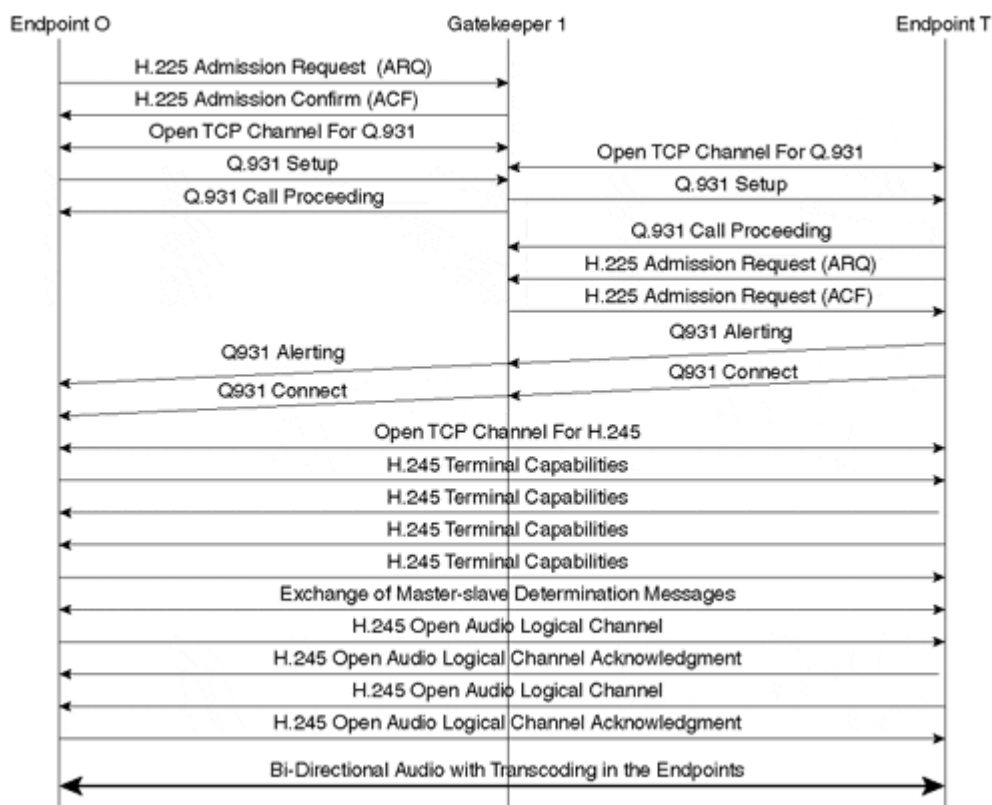 Endpoint O
Gatekeeper 1
Endpoint T
H.225 Admission Request (ARQ)
H.225 Admission Confirm (ACF)
Open TCP Channel For Q.931
Open TCP Channel For Q.931
Q.931 Setup
Q.931 Setup
Q.931 Call Proceeding
Q.931 Call Proceeding
H.225 Admission Request (ARQ)
H.225 Admission Request (ACF)
Q931 Alerting
Q931 Alerting
Q931 Connect
Q931 Connect
Open TCP Channel For H.245
H.245 Terminal Capabilities
H.245 Terminal Capabilities
H.245 Terminal Capabilities
H.245 Terminal Capabilities
Exchange of Master-slave Determination Messages
H.245 Open Audio Logical Channel
H.245 Open Audio Logical Channel Acknowledgment
H.245 Open Audio Logical Channel
H.245 Open Audio Logical Channel Acknowledgment
Bi-Directional Audio with Transcoding in the Endpoints